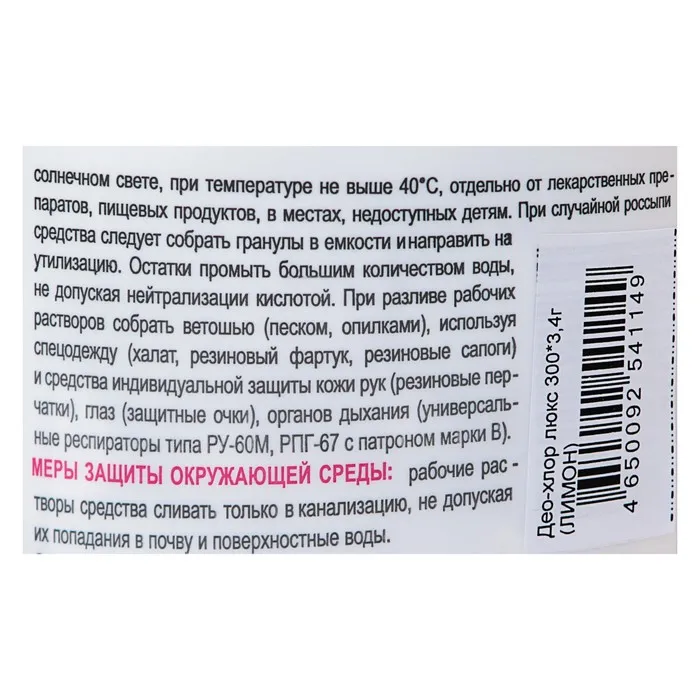 солнечном свете, при температуре не выше 40°С, отдельно от лекарственных пре-
паратов, пищевых продуктов, в местах, недоступных детям. При случайной россыпи
средства следует собрать гранулы в емкости и направить на
утилизацию. Остатки промыть большим количеством воды,
не допуская нейтрализации кислотой. При разливе рабочих
растворов собрать ветошью (песком, опилками), используя
спецодежду (халат, резиновый фартук, резиновые сапоги)
и средства индивидуальной защиты кожи рук (резиновые пер-
чатки), глаз (защитные очки), органов дыхания (универсаль-
ные респираторы типа РУ-60М, РПГ-67 с патроном марки В).
МЕРЫ ЗАЩИТЫ ОКРУЖАЮЩЕЙ СРЕДЫ: рабочие рас-
творы средства сливать только в канализацию, не допуская
их попадания в почву и поверхностные воды.
Део-хлор люкс 300*3,4г
(ЛИМОН)
4 650092 541149